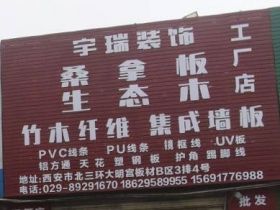 宇瑞装饰
工厂店
桑拿板
生态木
竹木纤维 集成墙板
PVC线条 PU线条 镜框线 UV板
铝方通 天花 塑钢板 护角 踢脚线
地址:西安市北三环大明宫板材B区3排4号
电话:029-89291670 18629589955 15691776988
批发